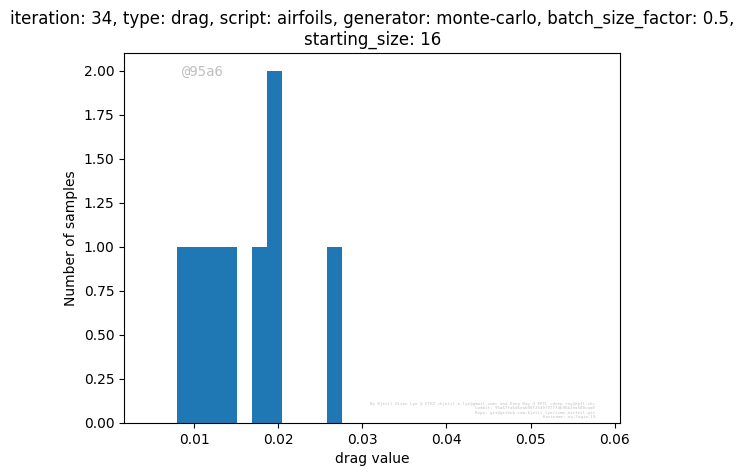 iteration: 34, type: drag, script: airfoils, generator: monte-carlo, batch_size_factor: 0.5,
starting_size: 16
@95a6
2.00
1.75
1.50
1.25
1.00
0.75
0.50
0.25
0.00
Number of samples
0.01 0.02 0.03 0.04 0.05 0.06
drag value